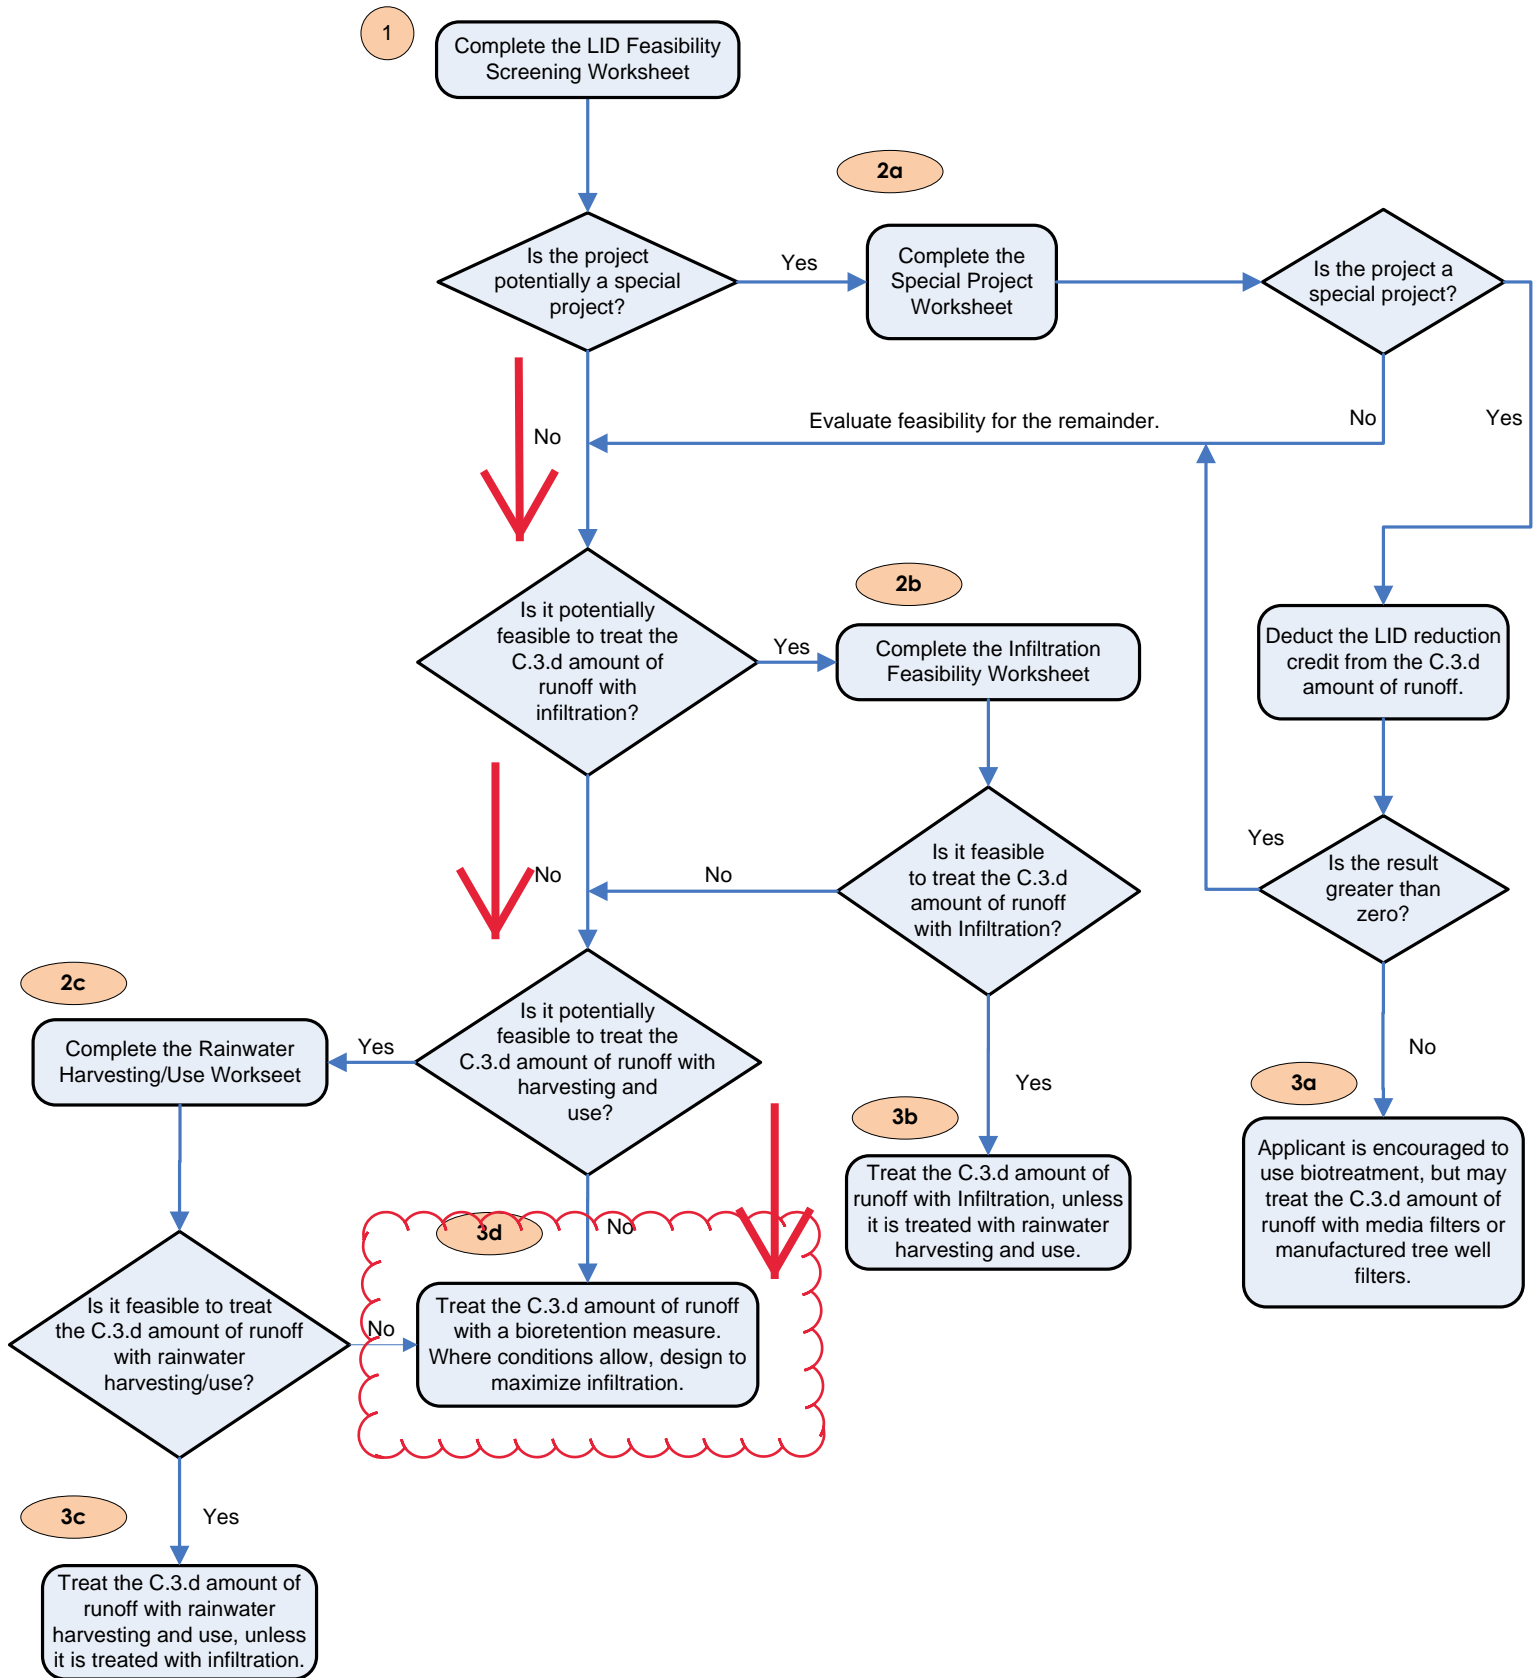 1
Complete the LID Feasibility
Screening Worksheet
2a
Is the project
potentially a special
project?
Yes
Complete the
Special Project
Worksheet
Is the project a
special project?
No
Evaluate feasibility for the remainder.
No
Yes
Is it potentially
feasible to treat the
C.3.d amount of
runoff with
infiltration?
Yes
2b
Complete the Infiltration
Feasibility Worksheet
Deduct the LID reduction
credit from the C.3.d
amount of runoff.
No
No
Is it feasible
to treat the C.3.d
amount of runoff
with Infiltration?
Yes
Is the result
greater than
zero?
2c
Complete the Rainwater
Harvesting/Use Workseet
Yes
Is it potentially
feasible to treat the
C.3.d amount of runoff with
harvesting and
use?
Yes
No
3b
Treat the C.3.d amount of
runoff with Infiltration, unless
it is treated with rainwater
harvesting and use.
3a
Applicant is encouraged to
use biotreatment, but may
treat the C.3.d amount of
runoff with media filters or
manufactured tree well
filters.
3d
No
Is it feasible to treat
the C.3.d amount of runoff
with rainwater
harvesting/use?
No
Treat the C.3.d amount of runoff
with a bioretention measure.
Where conditions allow, design to
maximize infiltration.
3c
Yes
Treat the C.3.d amount of
runoff with rainwater
harvesting and use, unless
it is treated with infiltration.